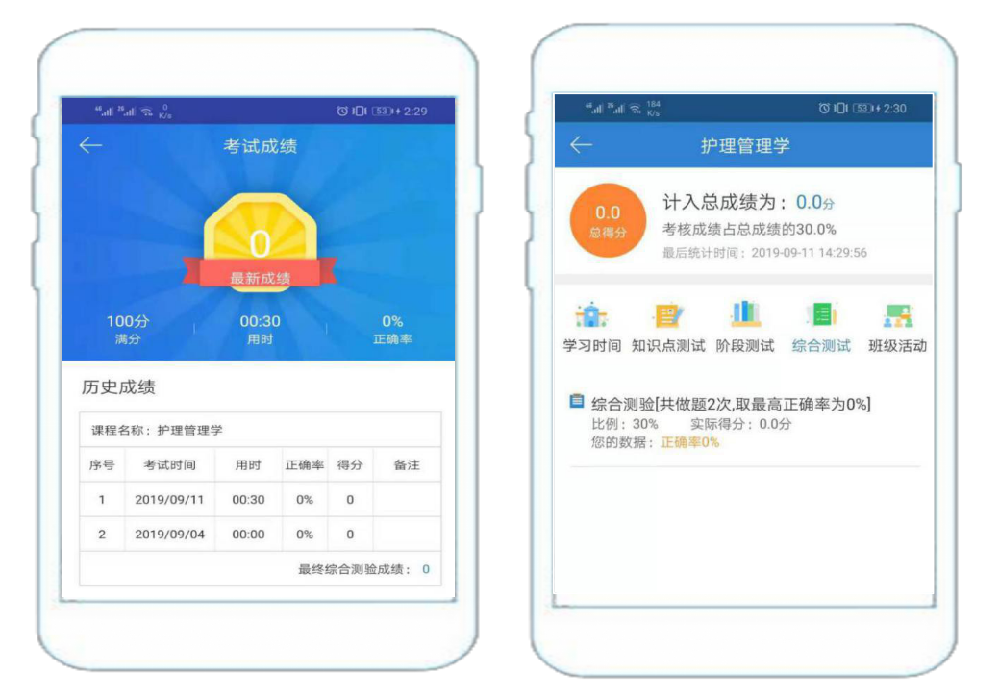 46 26 0 K/s 53 2:29
考试成绩
0
最新成绩
100分 00:30 0%
满分 用时 正确率
历史成绩
课程名称：护理管理学
序号 考试时间 用时 正确率 得分 备注
1 2019/09/11 00:30 0% 0
2 2019/09/04 00:00 0% 0
最终综合测验成绩： 0
46 26 184 K/s 53 2:30
护理管理学
0.0
总得分
计入总成绩为：0.0分
考核成绩占总成绩的30.0%
最后统计时间：2019-09-11 14:29:56
学习时间 知识点测试 阶段测试 综合测试 班级活动
综合测验[共做题2次,取最高正确率为0%]
比例：30% 实际得分：0.0分
您的数据：正确率0%